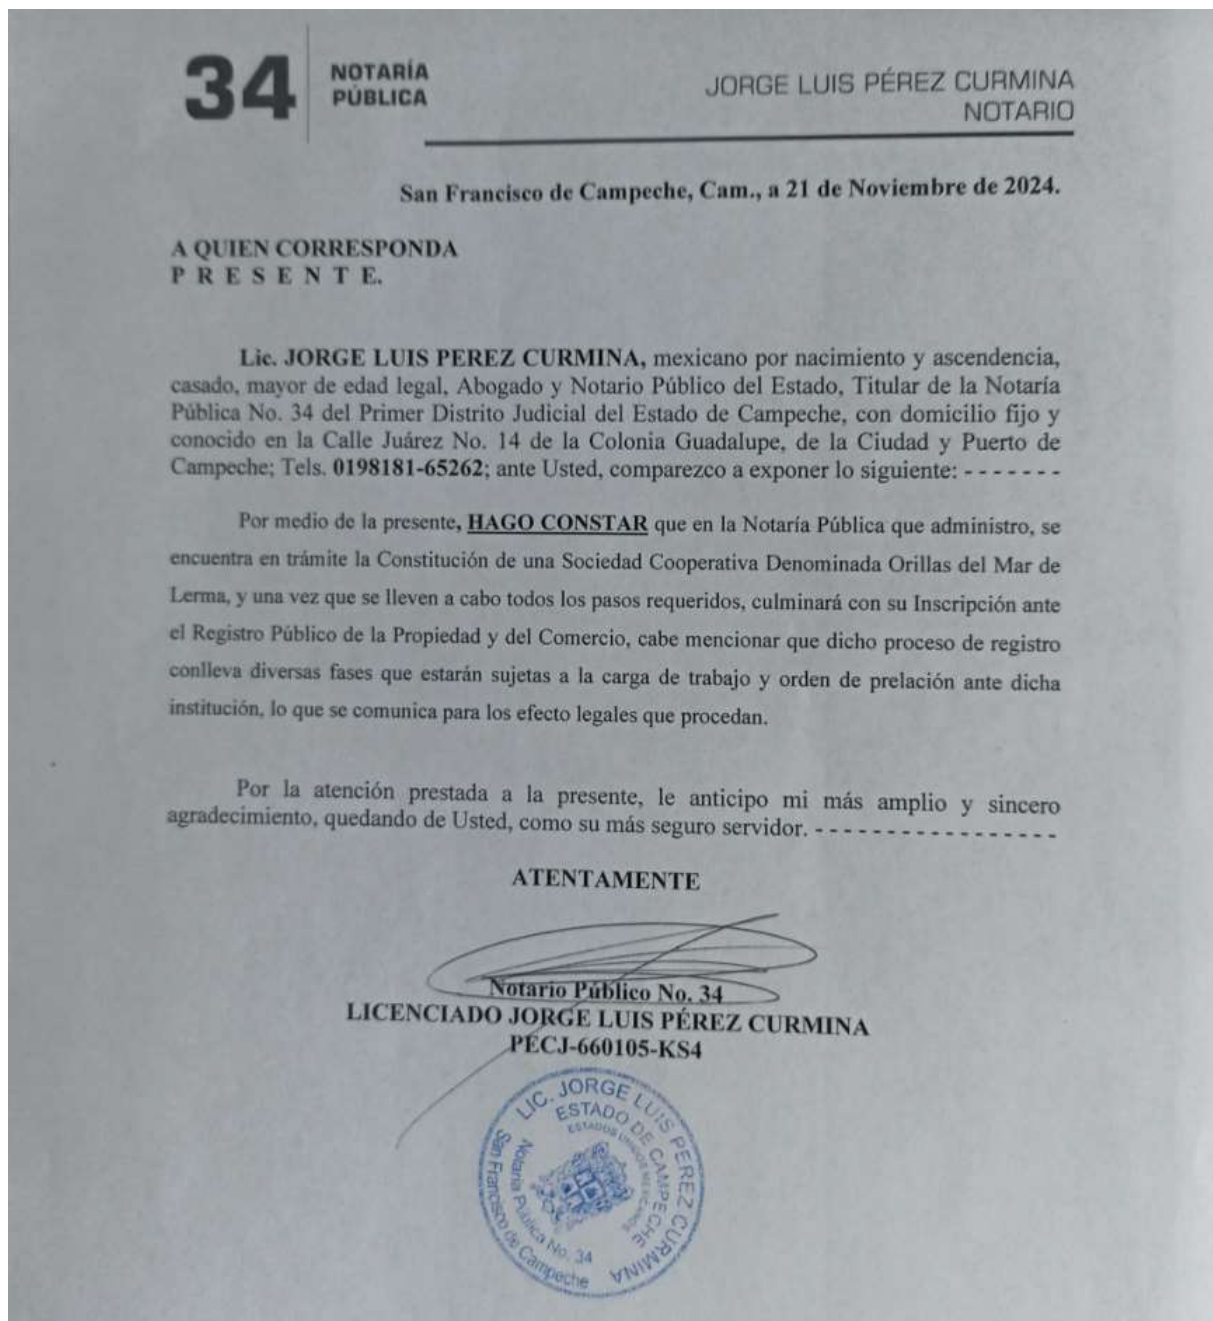 34
NOTARÍA
PÚBLICA
JORGE LUIS PÉREZ CURMINA
NOTARIO
San Francisco de Campeche, Cam., a 21 de Noviembre de 2024.
A QUIEN CORRESPONDA
P R E S E N T E.
Lic. JORGE LUIS PEREZ CURMINA, mexicano por nacimiento y ascendencia,
casado, mayor de edad legal, Abogado y Notario Público del Estado, Titular de la Notaría
Pública No. 34 del Primer Distrito Judicial del Estado de Campeche, con domicilio fijo y
conocido en la Calle Juárez No. 14 de la Colonia Guadalupe, de la Ciudad y Puerto de
Campeche; Tels. 0198181-65262; ante Usted, comparezco a exponer lo siguiente: - - - - - - -
Por medio de la presente, HAGO CONSTAR que en la Notaría Pública que administro, se
encuentra en trámite la Constitución de una Sociedad Cooperativa Denominada Orillas del Mar de
Lerma, y una vez que se lleven a cabo todos los pasos requeridos, culminará con su Inscripción ante
el Registro Público de la Propiedad y del Comercio, cabe mencionar que dicho proceso de registro
conlleva diversas fases que estarán sujetas a la carga de trabajo y orden de prelación ante dicha
institución, lo que se comunica para los efecto legales que procedan.
Por la atención prestada a la presente, le anticipo mi más amplio y sincero
agradecimiento, quedando de Usted, como su más seguro servidor. - - - - - - - - - - - - - - - - -
ATENTAMENTE
Notario Público No. 34
LICENCIADO JORGE LUIS PÉREZ CURMINA
PECJ-660105-KS4
LIC. JORGE LUIS PEREZ CURMINA
ESTADO DE CAMPECHE
ESTADOS UNIDOS MEXICANOS
Notaria Pública No. 34
San Francisco de Campeche